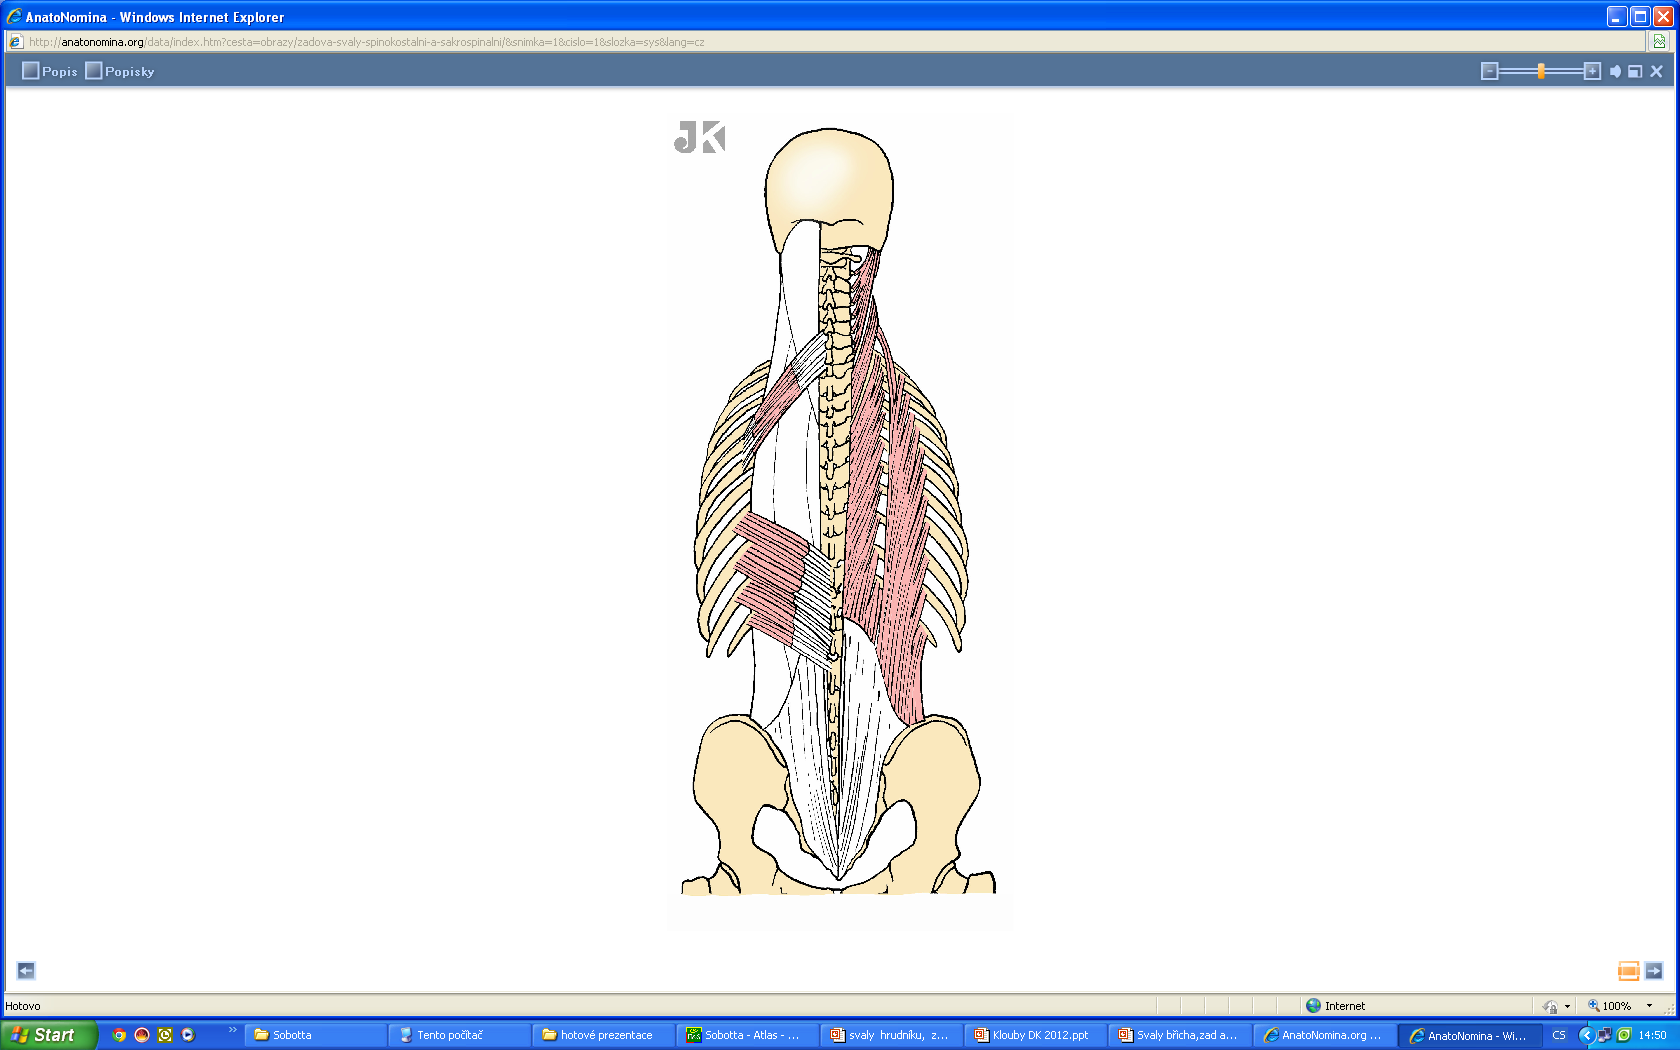 AnatoNomina - Windows Internet Explorer
http://anatonomina.org/data/index.htm?cesta=obrazy/zadova-svaly-spinokostalni-a-sakrospinalni/&snimka=1&cislo=1&slozka=sys&lang=cz
Popis Popisky
JK
Hotovo Internet 100%
Start Sobotta Tento počítač hotové prezentace Sobotta - Atlas - ... svaly hrudníku, z... Klouby DK 2012.ppt Svaly břicha,zad a... AnatoNomina.org ... AnatoNomina - Wi... CS 14:50